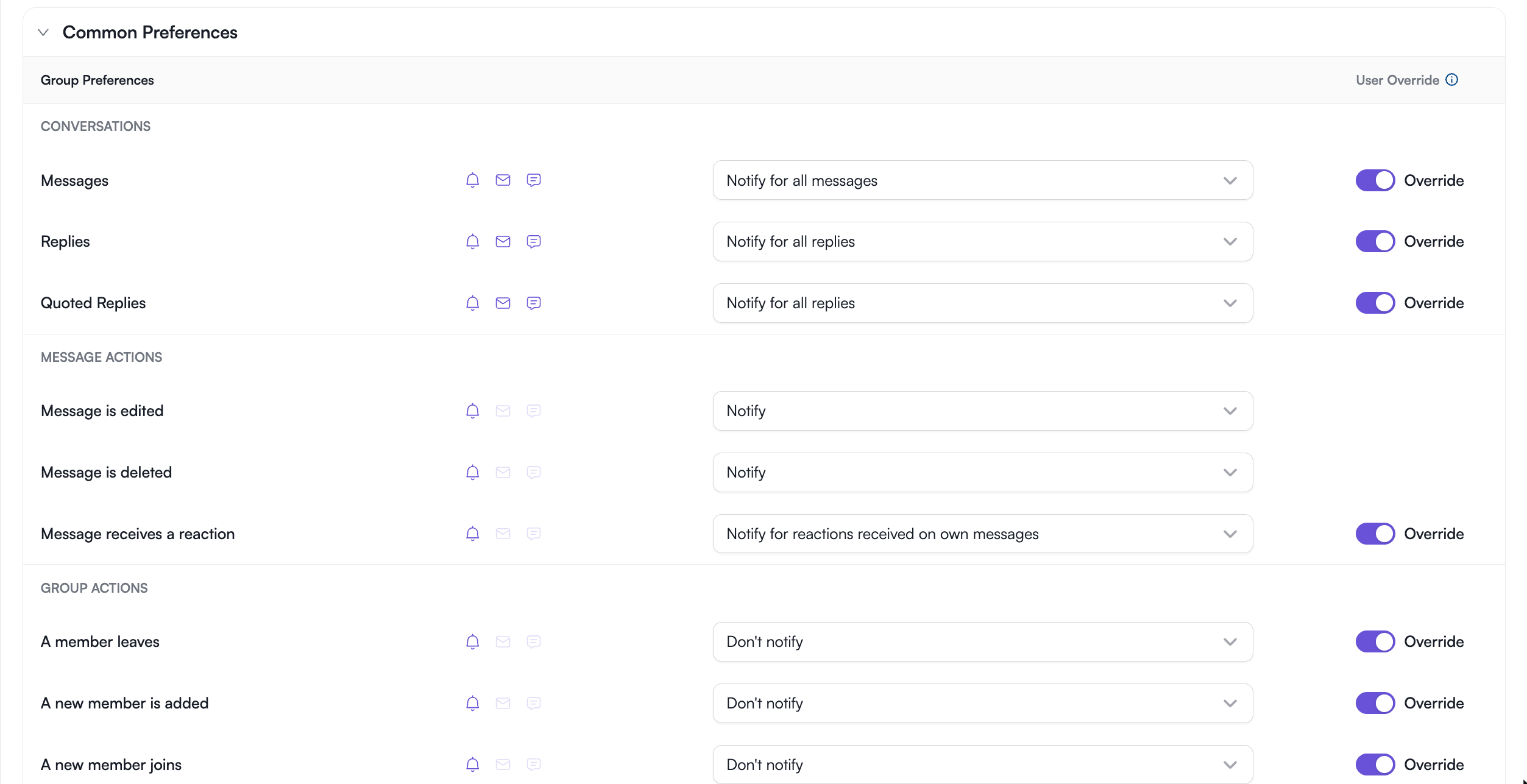 Common Preferences
Group Preferences User Override
CONVERSATIONS
Messages Notify for all messages Override
Replies Notify for all replies Override
Quoted Replies Notify for all replies Override
MESSAGE ACTIONS
Message is edited Notify
Message is deleted Notify
Message receives a reaction Notify for reactions received on own messages Override
GROUP ACTIONS
A member leaves Don't notify Override
A new member is added Don't notify Override
A new member joins Don't notify Override